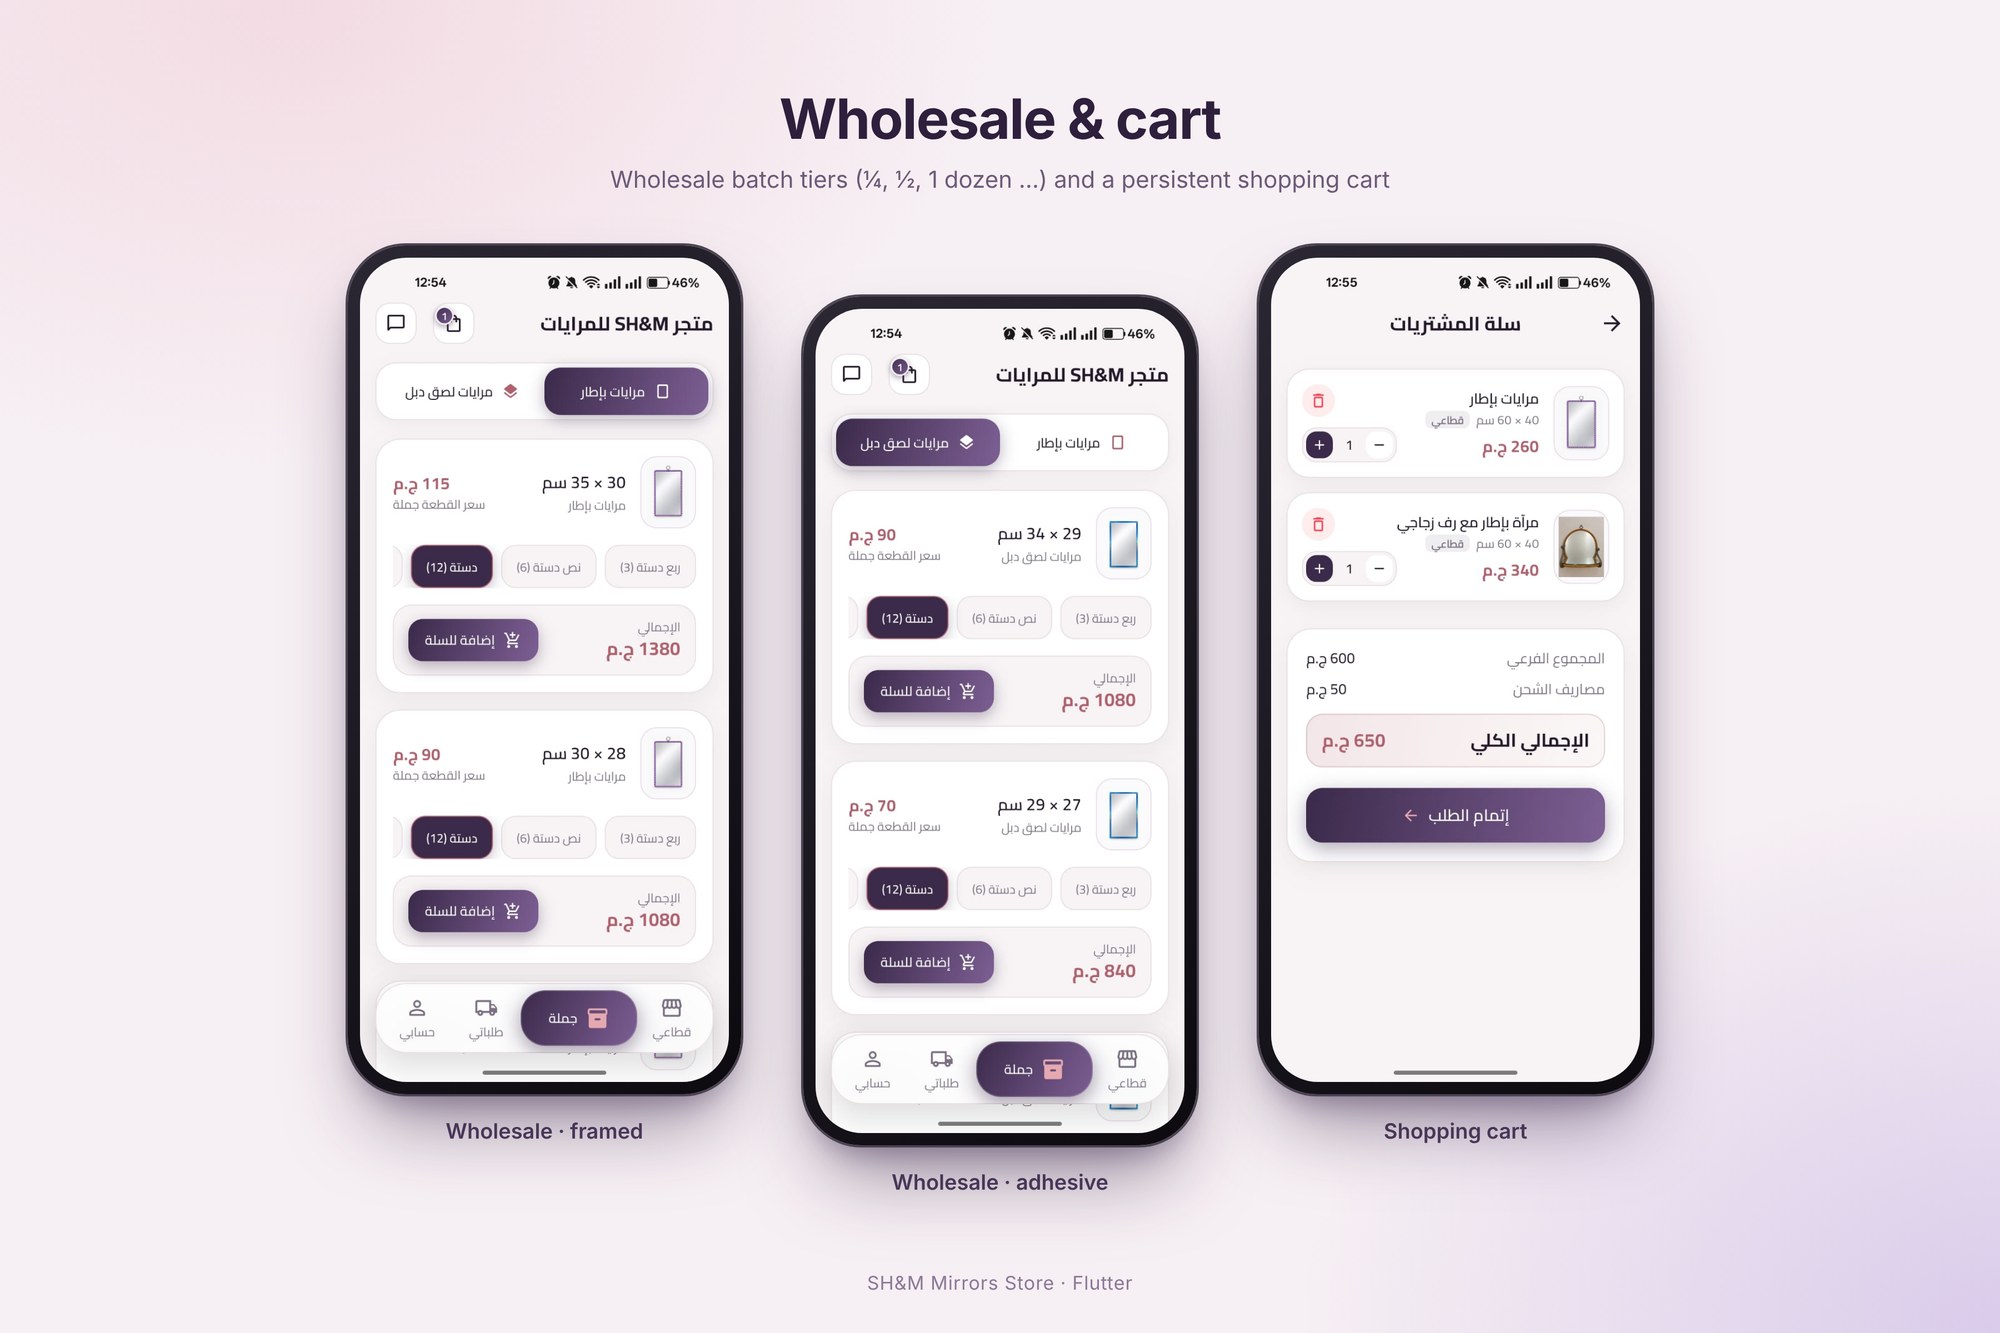 Wholesale & cart
Wholesale batch tiers (¼, ½, 1 dozen ...) and a persistent shopping cart
12:54
46%
متجر SH&M للمرايات
1
مرايات بإطار
مرايات لصق دبل
30 × 35 سم
115 ج.م
مرايات بإطار
سعر القطعة جملة
ربع دستة (3)
نص دستة (6)
دستة (12)
الإجمالي
1380 ج.م
إضافة للسلة
28 × 30 سم
90 ج.م
مرايات بإطار
سعر القطعة جملة
ربع دستة (3)
نص دستة (6)
دستة (12)
الإجمالي
1080 ج.م
إضافة للسلة
قطاعي
جملة
طلباتي
حسابي
Wholesale · framed
12:54
46%
متجر SH&M للمرايات
1
مرايات بإطار
مرايات لصق دبل
29 × 34 سم
90 ج.م
مرايات لصق دبل
سعر القطعة جملة
ربع دستة (3)
نص دستة (6)
دستة (12)
الإجمالي
1080 ج.م
إضافة للسلة
27 × 29 سم
70 ج.م
مرايات لصق دبل
سعر القطعة جملة
ربع دستة (3)
نص دستة (6)
دستة (12)
الإجمالي
840 ج.م
إضافة للسلة
قطاعي
جملة
طلباتي
حسابي
Wholesale · adhesive
12:55
46%
سلة المشتريات
مرايات بإطار
40 × 60 سم قطاعي
260 ج.م
1
مرآة بإطار مع رف زجاجي
40 × 60 سم قطاعي
340 ج.م
1
المجموع الفرعي 600 ج.م
مصاريف الشحن 50 ج.م
الإجمالي الكلي 650 ج.م
إتمام الطلب
Shopping cart
SH&M Mirrors Store · Flutter